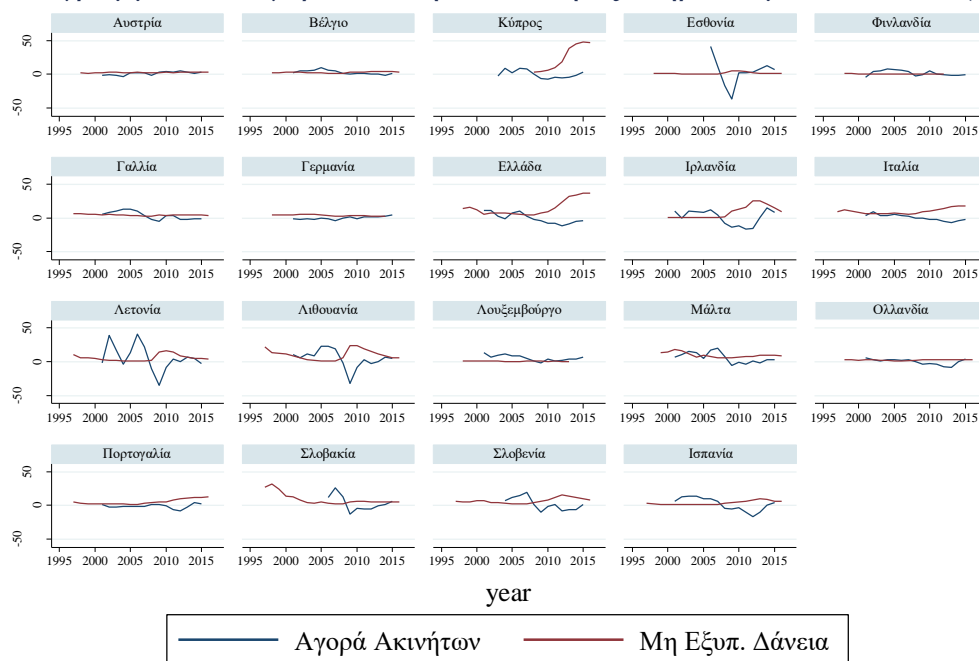 Αυστρία Βέλγιο Κύπρος Εσθονία Φινλανδία
50
0
-50
1995 2000 2005 2010 2015 1995 2000 2005 2010 2015 1995 2000 2005 2010 2015 1995 2000 2005 2010 2015 1995 2000 2005 2010 2015
Γαλλία Γερμανία Ελλάδα Ιρλανδία Ιταλία
50
0
-50
1995 2000 2005 2010 2015 1995 2000 2005 2010 2015 1995 2000 2005 2010 2015 1995 2000 2005 2010 2015 1995 2000 2005 2010 2015
Λετονία Λιθουανία Λουξεμβούργο Μάλτα Ολλανδία
50
0
-50
1995 2000 2005 2010 2015 1995 2000 2005 2010 2015 1995 2000 2005 2010 2015 1995 2000 2005 2010 2015 1995 2000 2005 2010 2015
Πορτογαλία Σλοβακία Σλοβενία Ισπανία
50
0
-50
1995 2000 2005 2010 2015 1995 2000 2005 2010 2015 1995 2000 2005 2010 2015 1995 2000 2005 2010 2015
year
Αγορά Ακινήτων Μη Εξυπ. Δάνεια